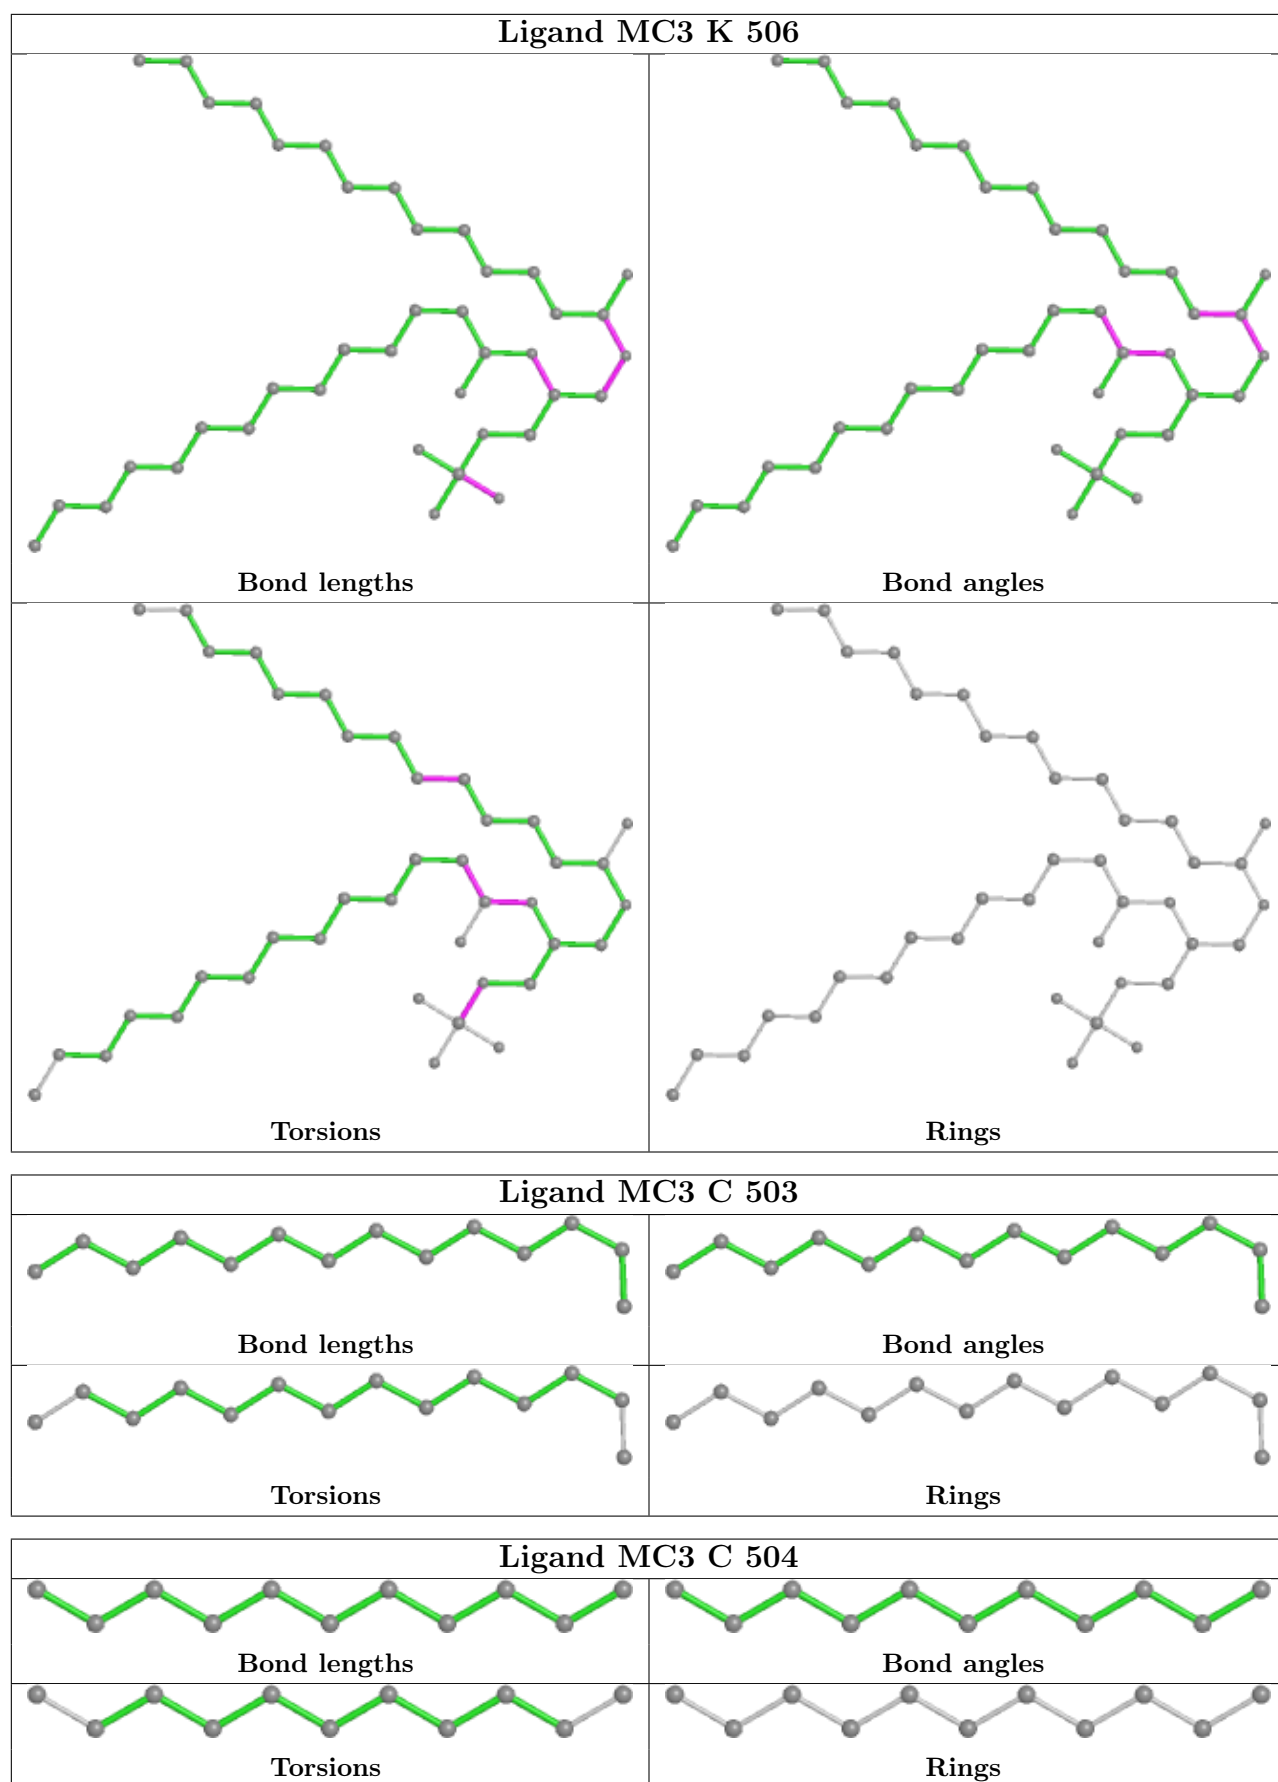 Ligand MC3 K 506
Bond lengths
Bond angles
Torsions
Rings
Ligand MC3 C 503
Bond lengths
Bond angles
Torsions
Rings
Ligand MC3 C 504
Bond lengths
Bond angles
Torsions
Rings